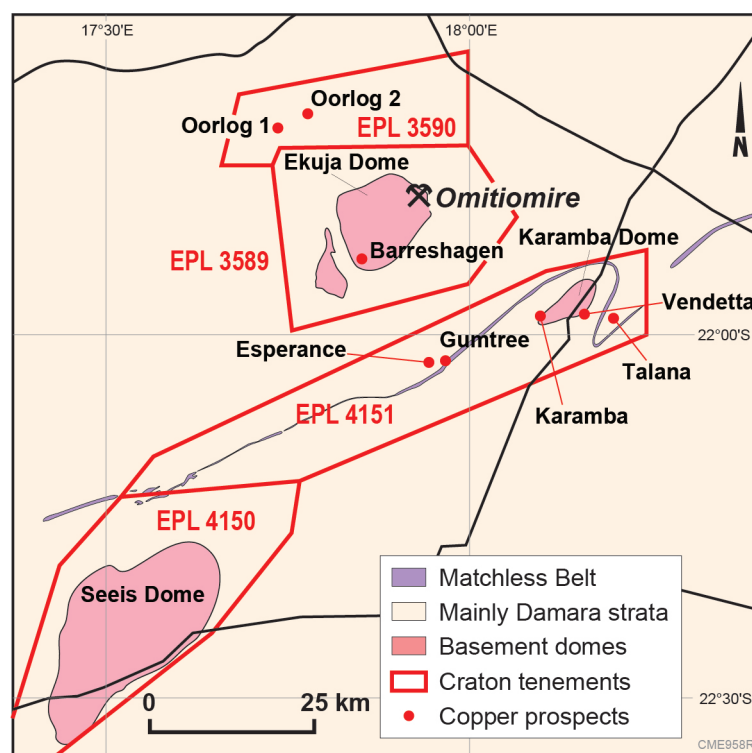 17°30'E
18°00'E
Oorlog 2
Oorlog 1
EPL 3590
Ekuja Dome
N
Omitiomire
Karamba Dome
Barreshagen
EPL 3589
Vendetta
Gumtree
22°00'S
Esperance
Talana
EPL 4151
Karamba
EPL 4150
Matchless Belt
Seeis Dome
Mainly Damara strata
Basement domes
Craton tenements
0 25 km
22°30'S
Copper prospects